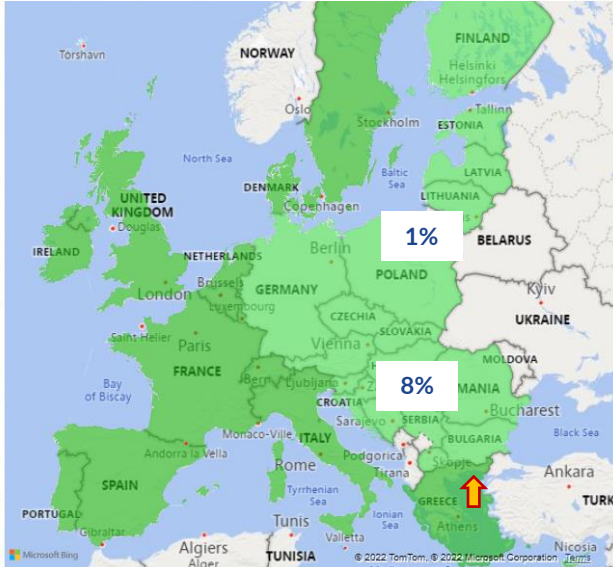 FINLAND
Tórshavn
NORWAY
Helsinki
Helsingfors
Oslo
Tallinn
Stockholm
ESTONIA
North Sea
LATVIA
Baltic
Sea
DENMARK
LITHUANIA
UNITED
KINGDOM
Copenhagen
Douglas
1%
BELARUS
IRELAND
NETHERLANDS
Berlin
POLAND
London
Brussels
GERMANY
Kyiv
Luxembourg
CZECHIA
UKRAINE
Saint Helier
SLOVAKIA
Paris
Vienna
MOLDOVA
FRANCE
Bern
Ljubljana
8%
MANIA
Bay
of Biscay
CROATIA
Bucharest
Sarajevo
SERBIA
Monaco-Ville
ITALY
BULGARIA
Black Sea
Andorra la Vella
Podgorica
Skopje
Rome
Tirana
Ankara
SPAIN
Tyrrhenian
Sea
GREECE
TURK
PORTUGAL
Ionian
Sea
Athens
Gibraltar
Tunis
Valletta
Nicosia
Algiers
TUNISIA
Microsoft Bing
© 2022 TomTom, © 2022 Microsoft Corporation Terms